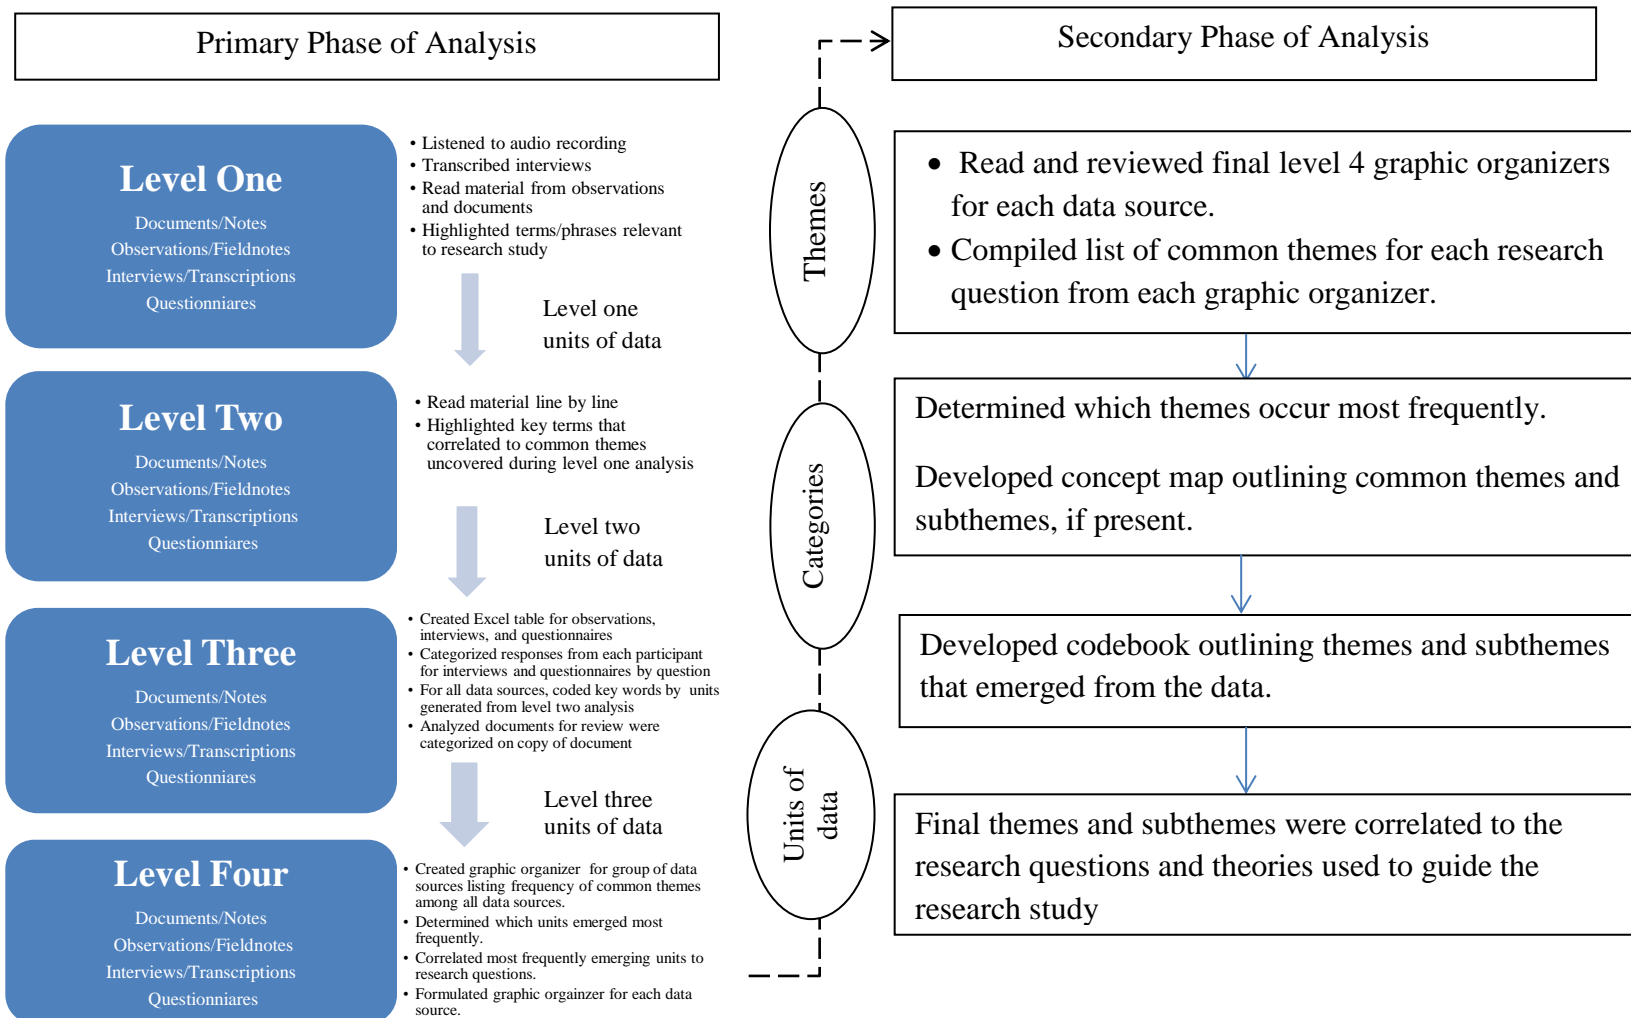 Primary Phase of Analysis
Level One
Documents/Notes
Observations/Fieldnotes
Interviews/Transcriptions
Questionniares
• Listened to audio recording
• Transcribed interviews
• Read material from observations
and documents
• Highlighted terms/phrases relevant
to research study
Level one
units of data
Level Two
Documents/Notes
Observations/Fieldnotes
Interviews/Transcriptions
Questionniares
• Read material line by line
• Highlighted key terms that
correlated to common themes
uncovered during level one analysis
Level two
units of data
Level Three
Documents/Notes
Observations/Fieldnotes
Interviews/Transcriptions
Questionniares
• Created Excel table for observations,
interviews, and questionnaires
• Categorized responses from each participant
for interviews and questionnaires by question
• For all data sources, coded key words by units
generated from level two analysis
• Analyzed documents for review were
categorized on copy of document
Level three
units of data
Level Four
Documents/Notes
Observations/Fieldnotes
Interviews/Transcriptions
Questionniares
• Created graphic organizer for group of data
sources listing frequency of common themes
among all data sources.
• Determined which units emerged most
frequently.
• Correlated most frequently emerging units to
research questions.
• Formulated graphic orgainzer for each data
source.
Themes
Categories
Units of
data
Secondary Phase of Analysis
• Read and reviewed final level 4 graphic organizers
for each data source.
• Compiled list of common themes for each research
question from each graphic organizer.
Determined which themes occur most frequently.
Developed concept map outlining common themes and
subthemes, if present.
Developed codebook outlining themes and subthemes
that emerged from the data.
Final themes and subthemes were correlated to the
research questions and theories used to guide the
research study